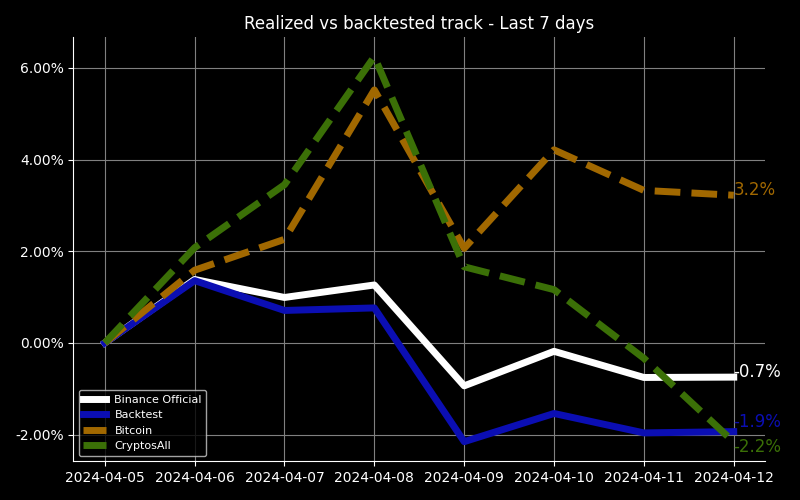 Realized vs backtested track - Last 7 days
6.00%
4.00%
2.00%
0.00%
-2.00%
3.2%
-0.7%
-1.9%
-2.2%
Binance Official
Backtest
Bitcoin
CryptosAll
2024-04-05 2024-04-06 2024-04-07 2024-04-08 2024-04-09 2024-04-10 2024-04-11 2024-04-12